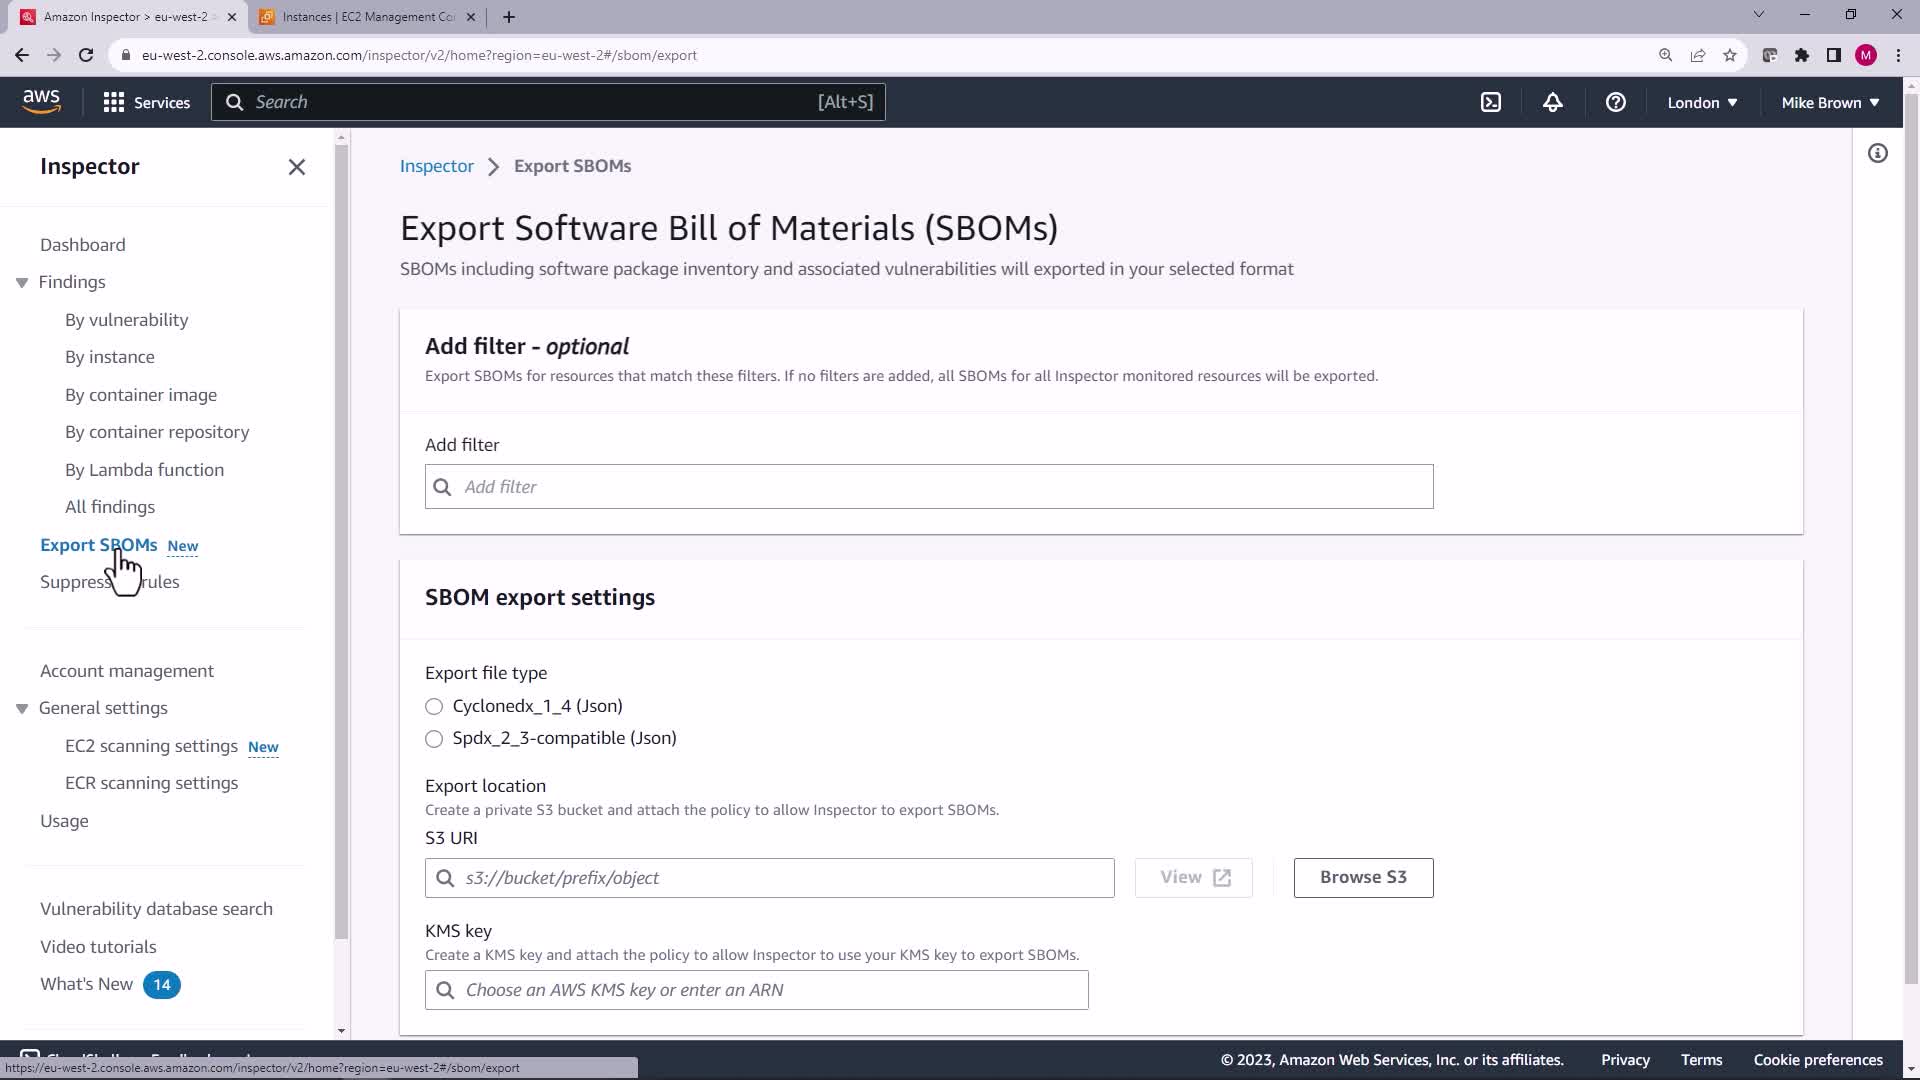 Amazon Inspector > eu-west-2
Instances | EC2 Management Co
eu-west-2.console.aws.amazon.com/inspector/v2/home?region=eu-west-2#/sbom/export
M
aws
Services
Search
[Alt+S]
London
Mike Brown
Inspector
Dashboard
Findings
By vulnerability
By instance
By container image
By container repository
By Lambda function
All findings
Export SBOMs New
Suppress rules
Account management
General settings
EC2 scanning settings New
ECR scanning settings
Usage
Vulnerability database search
Video tutorials
What's New 14
Inspector > Export SBOMs
Export Software Bill of Materials (SBOMs)
SBOMs including software package inventory and associated vulnerabilities will exported in your selected format
Add filter - optional
Export SBOMs for resources that match these filters. If no filters are added, all SBOMs for all Inspector monitored resources will be exported.
Add filter
Add filter
SBOM export settings
Export file type
Cyclonedx_1_4 (Json)
Spdx_2_3-compatible (Json)
Export location
Create a private S3 bucket and attach the policy to allow Inspector to export SBOMs.
S3 URI
s3://bucket/prefix/object
View
Browse S3
KMS key
Create a KMS key and attach the policy to allow Inspector to use your KMS key to export SBOMs.
Choose an AWS KMS key or enter an ARN
© 2023, Amazon Web Services, Inc. or its affiliates.
Privacy
Terms
Cookie preferences
https://eu-west-2.console.aws.amazon.com/inspector/v2/home?region=eu-west-2#/sbom/export